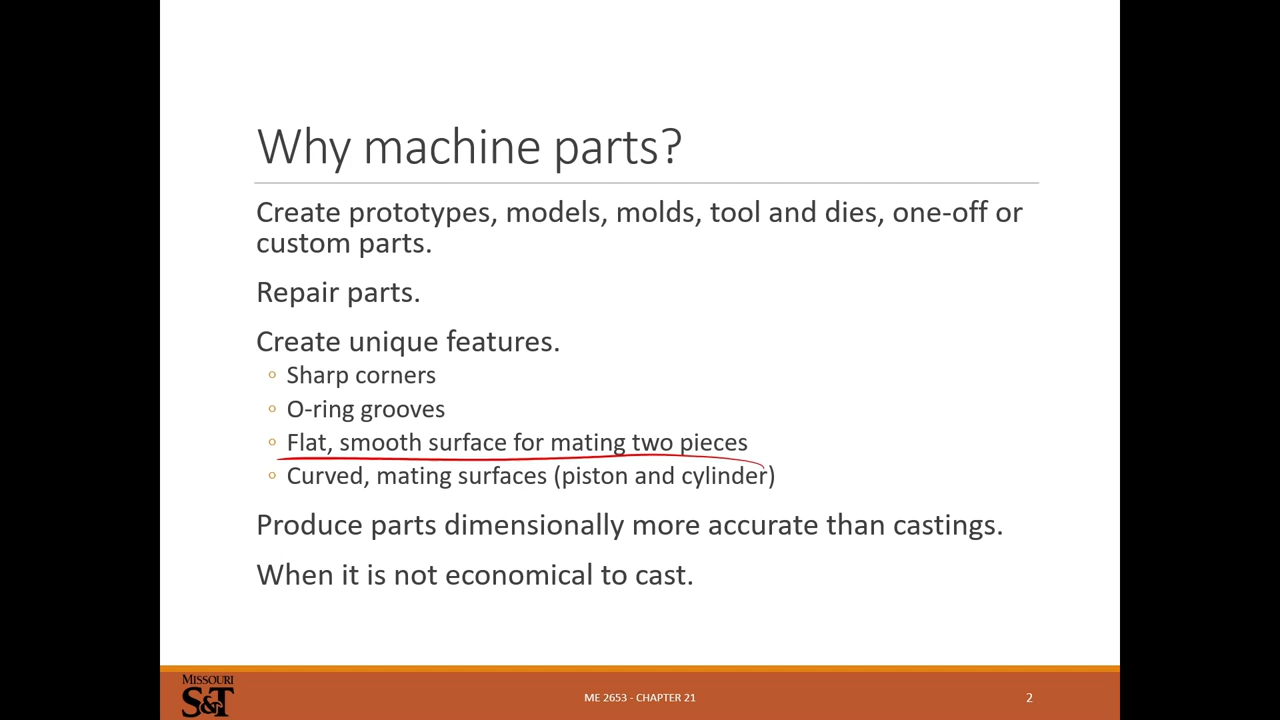 Why machine parts?
Create prototypes, models, molds, tool and dies, one-off or
custom parts.
Repair parts.
Create unique features.
◦ Sharp corners
◦ O-ring grooves
◦ Flat, smooth surface for mating two pieces
◦ Curved, mating surfaces (piston and cylinder)
Produce parts dimensionally more accurate than castings.
When it is not economical to cast.
MISSOURI
S&T
ME 2653 - CHAPTER 21
2